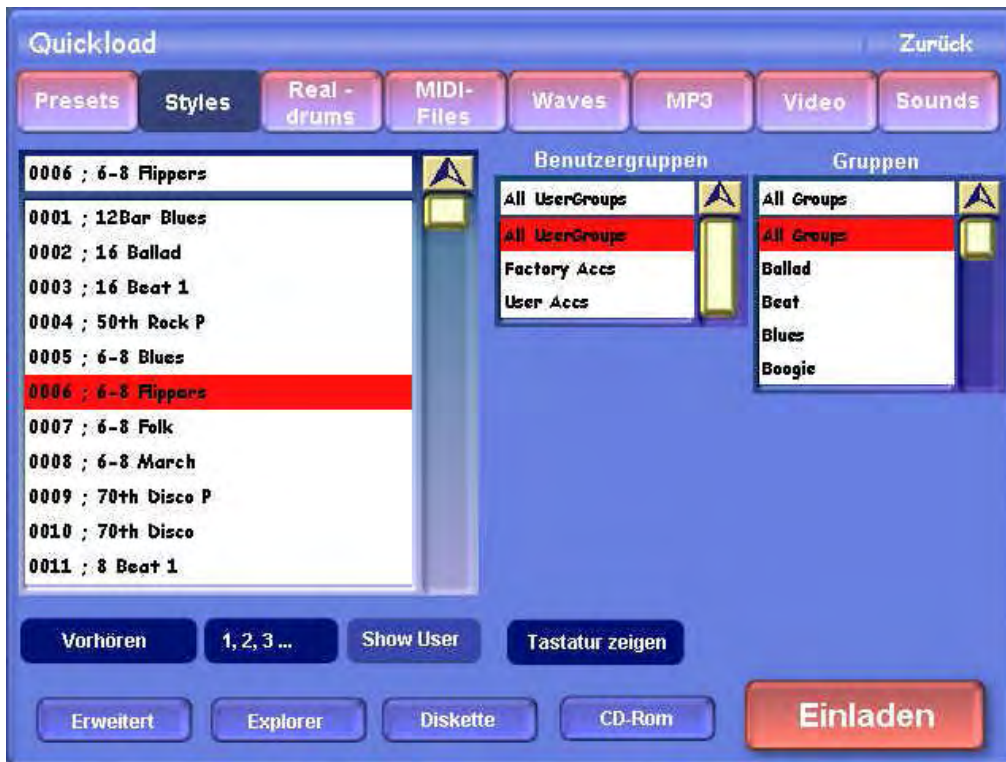 Quickload
Zurück
Presets
Styles
Real -
drums
MIDI-
Files
Waves
MP3
Video
Sounds
0006 ; 6-8 Flippers
0001 ; 12Bar Blues
0002 ; 16 Ballad
0003 ; 16 Beat 1
0004 ; 50th Rock P
0005 ; 6-8 Blues
0006 ; 6-8 Flippers
0007 ; 6-8 Folk
0008 ; 6-8 March
0009 ; 70th Disco P
0010 ; 70th Disco
0011 ; 8 Beat 1
Benutzergruppen
All UserGroups
All UserGroups
Factory Accs
User Accs
Gruppen
All Groups
All Groups
Ballad
Beat
Blues
Boogie
Vorhören
1, 2, 3 ...
Show User
Tastatur zeigen
Erweitert
Explorer
Diskette
CD-Rom
Einladen